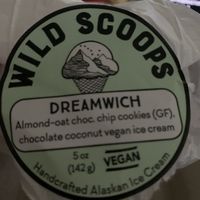 WILD SCOOPS
DREAMWICH
Almond-oat choc. chip cookies (GF),
chocolate coconut vegan ice cream
5 oz
(142g)
VEGAN
Handcrafted Alaskan Ice Cream